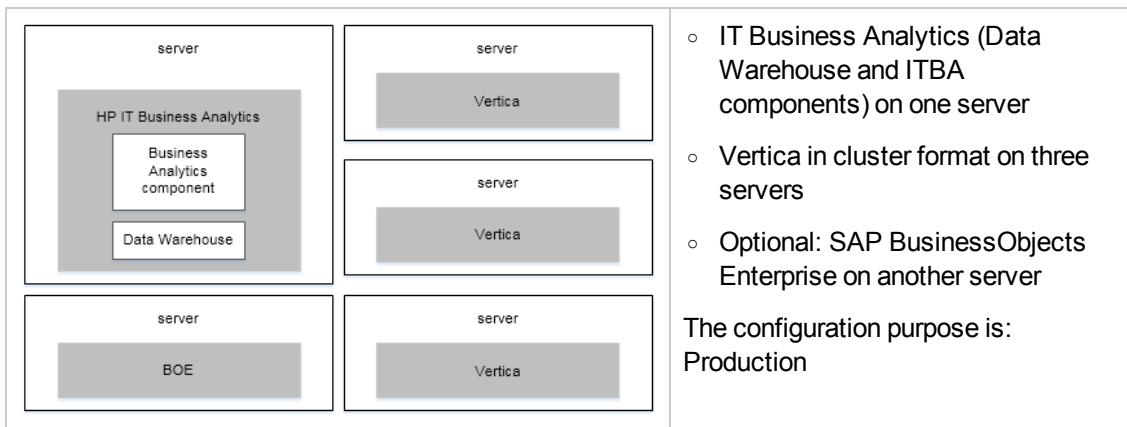 server
HP IT Business Analytics
Business
Analytics
component
Data Warehouse
server
Vertica
server
Vertica
server
BOE
server
Vertica
◦ IT Business Analytics (Data
Warehouse and ITBA
components) on one server
◦ Vertica in cluster format on three
servers
◦ Optional: SAP BusinessObjects
Enterprise on another server
The configuration purpose is:
Production